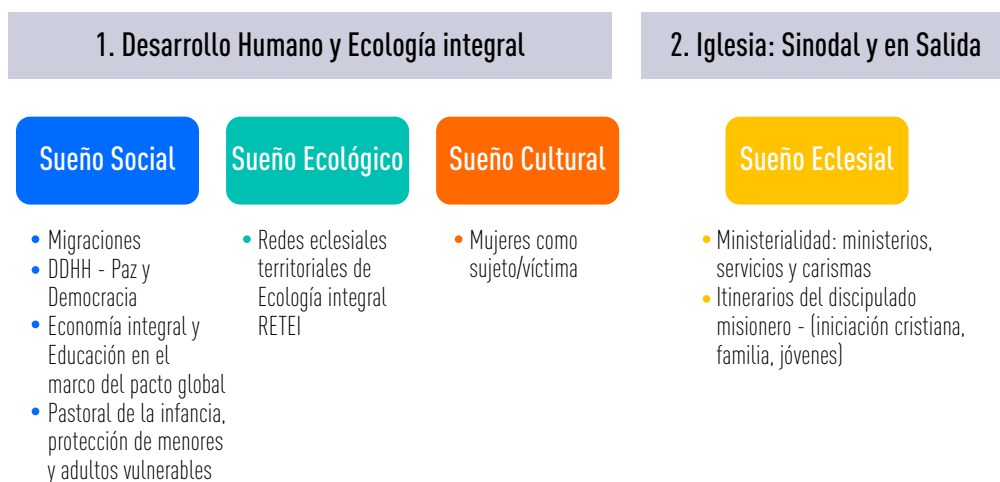 1. Desarrollo Humano y Ecología integral
2. Iglesia: Sinodal y en Salida
Sueño Social
• Migraciones
• DDHH - Paz y
Democracia
• Economía integral y
Educación en el
marco del pacto global
• Pastoral de la infancia,
protección de menores
y adultos vulnerables
Sueño Ecológico
• Redes eclesiales
territoriales de
Ecología integral
RETEI
Sueño Cultural
• Mujeres como
sujeto/víctima
Sueño Eclesial
• Ministerialidad: ministerios,
servicios y carismas
• Itinerarios del discipulado
misionero - (iniciación cristiana,
familia, jóvenes)